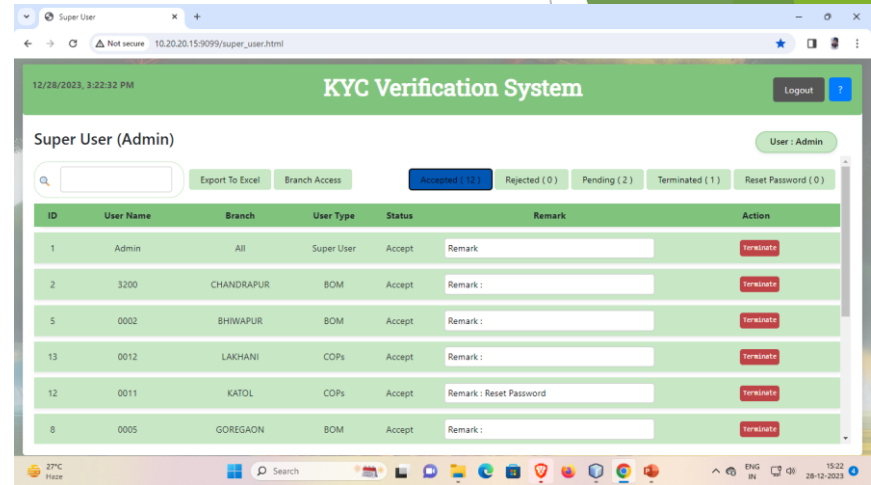 Super User
Not secure 10.20.20.15:9099/super_user.html
12/28/2023, 3:22:32 PM KYC Verification System Logout ?
Super User (Admin) User : Admin
Export To Excel Branch Access Accepted ( 12 ) Rejected ( 0 ) Pending ( 2 ) Terminated ( 1 ) Reset Password ( 0 )
ID User Name Branch User Type Status Remark Action
1 Admin All Super User Accept Remark Terminate
2 3200 CHANDRAPUR BOM Accept Remark : Terminate
5 0002 BHIWAPUR BOM Accept Remark : Terminate
13 0012 LAKHANI COPs Accept Remark : Terminate
12 0011 KATOL COPs Accept Remark : Reset Password Terminate
8 0005 GOREGAON BOM Accept Remark : Terminate
27°C Search ENG 15:22
Haze IN 28-12-2023 4